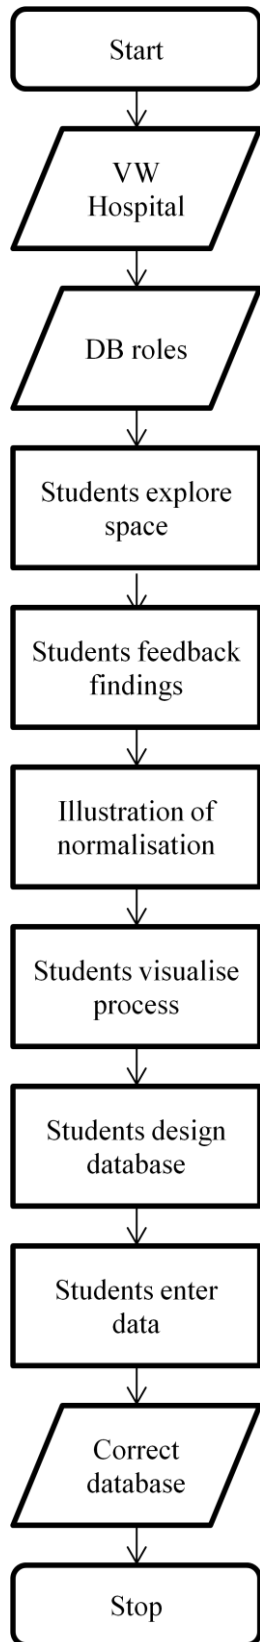 Start
VW
Hospital
DB roles
Students explore
space
Students feedback
findings
Illustration of
normalisation
Students visualise
process
Students design
database
Students enter
data
Correct
database
Stop